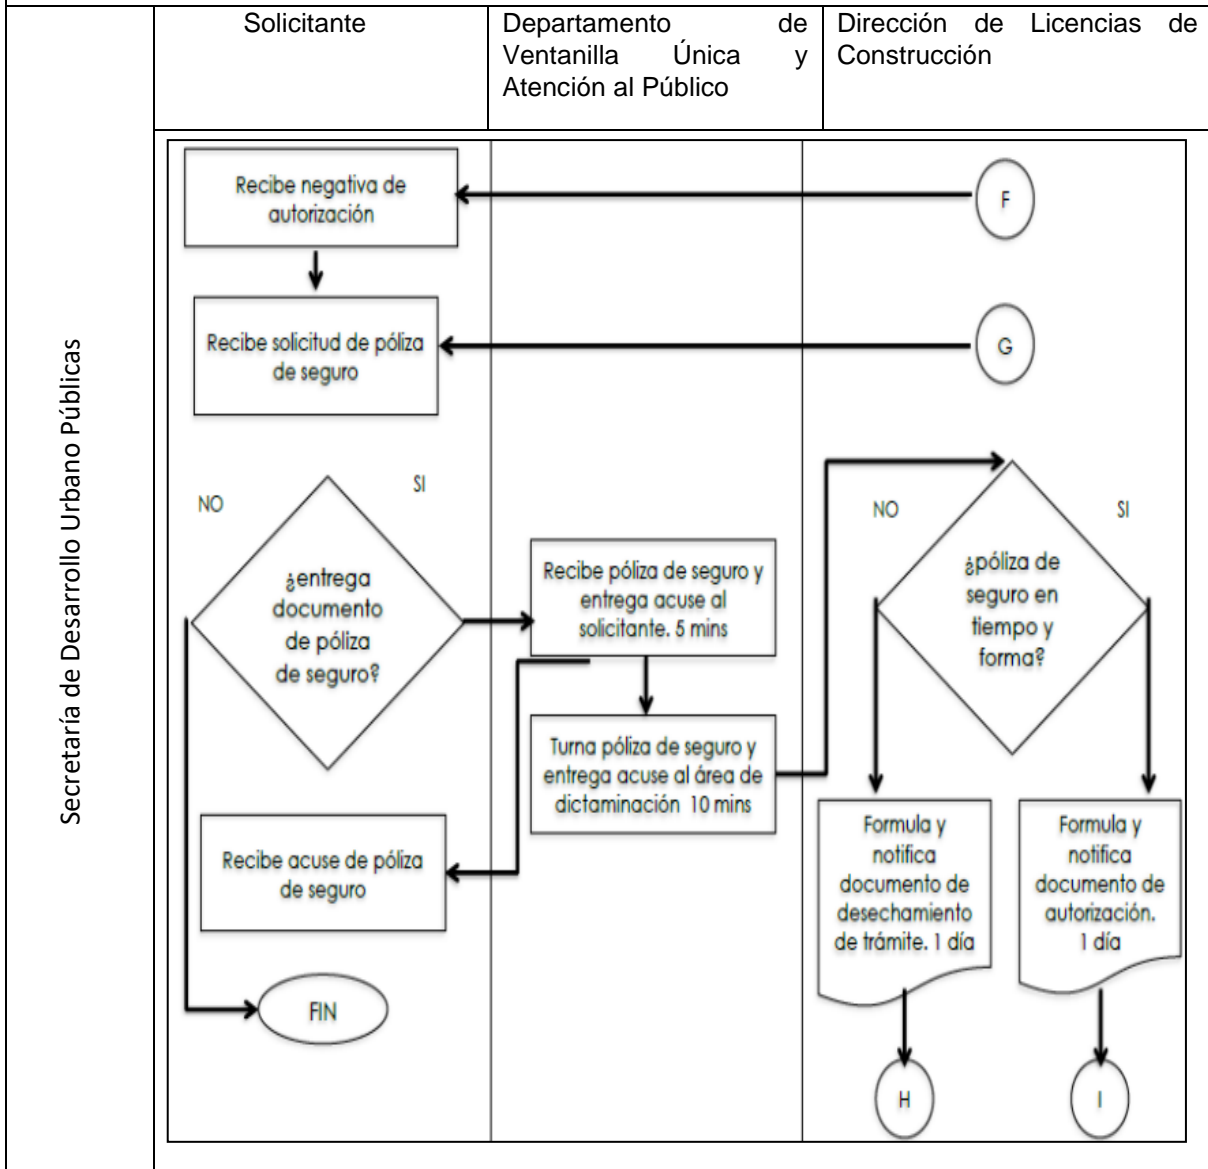 Solicitante
Departamento de
Ventanilla Única y
Atención al Público
Dirección de Licencias de
Construcción
Secretaría de Desarrollo Urbano Públicas
Recibe negativa de
autorización
F
Recibe solicitud de póliza
de seguro
G
NO
SI
¿entrega
documento
de póliza
de seguro?
Recibe póliza de seguro y
entrega acuse al
solicitante. 5 mins
NO
SI
¿póliza de
seguro en
tiempo y
forma?
Turna póliza de seguro y
entrega acuse al área de
dictaminación 10 mins
Recibe acuse de póliza
de seguro
Formula y
notifica
documento de
desechamiento
de trámite. 1 día
Formula y
notifica
documento de
autorización.
1 día
FIN
H
I